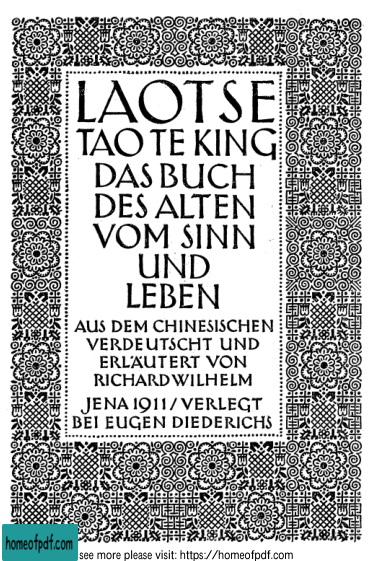 LAOTSE
TAO TE KING
DAS BUCH
DES ALTEN
VOM SINN
UND
LEBEN
AUS DEM CHINESISCHEN
VERDEUTSCHT UND
ERLÄUTERT VON
RICHARD WILHELM
JENA 1911 / VERLEGT
BEI EUGEN DIEDERICHS
homeofpdf.com
see more please visit: https://homeofpdf.com